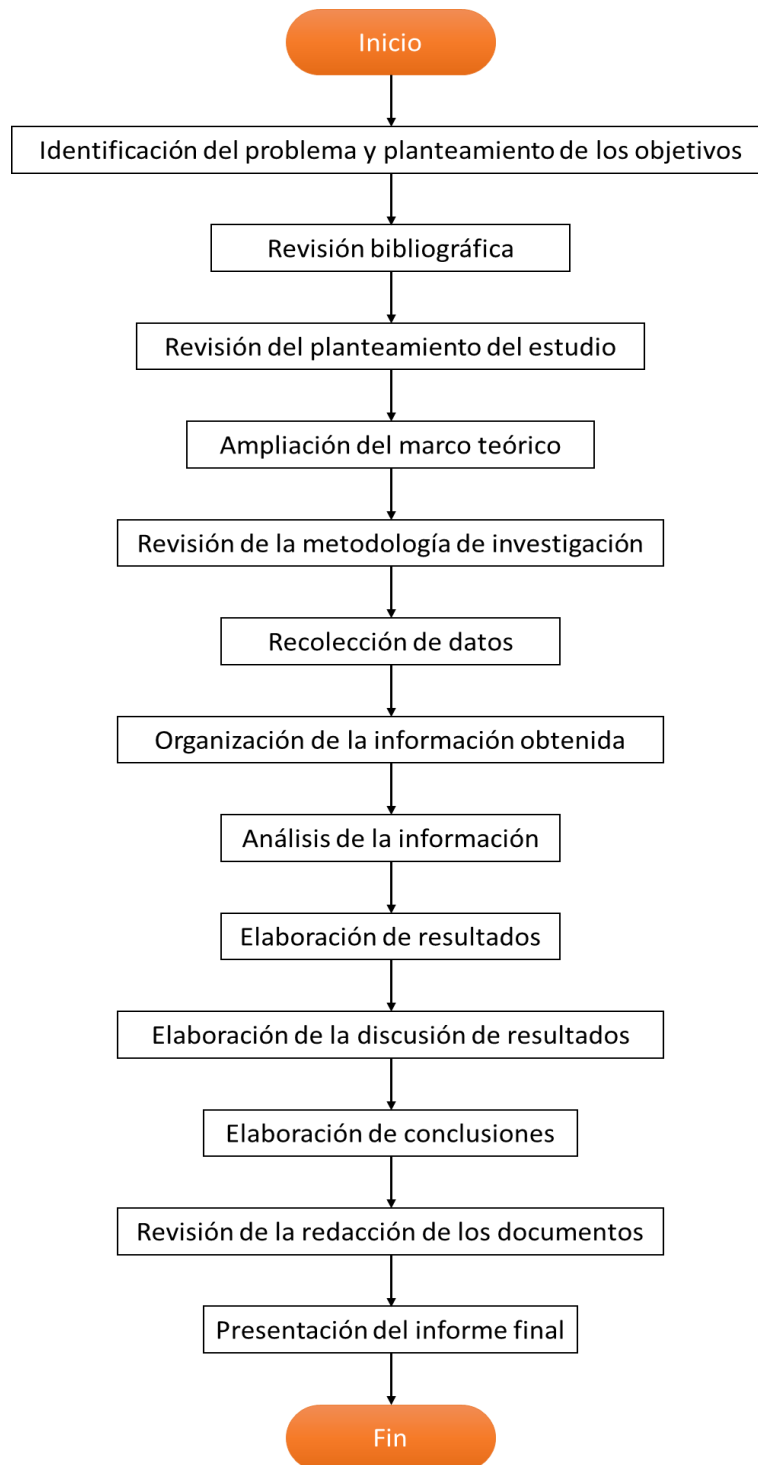 Inicio
Identificación del problema y planteamiento de los objetivos
Revisión bibliográfica
Revisión del planteamiento del estudio
Ampliación del marco teórico
Revisión de la metodología de investigación
Recolección de datos
Organización de la información obtenida
Análisis de la información
Elaboración de resultados
Elaboración de la discusión de resultados
Elaboración de conclusiones
Revisión de la redacción de los documentos
Presentación del informe final
Fin